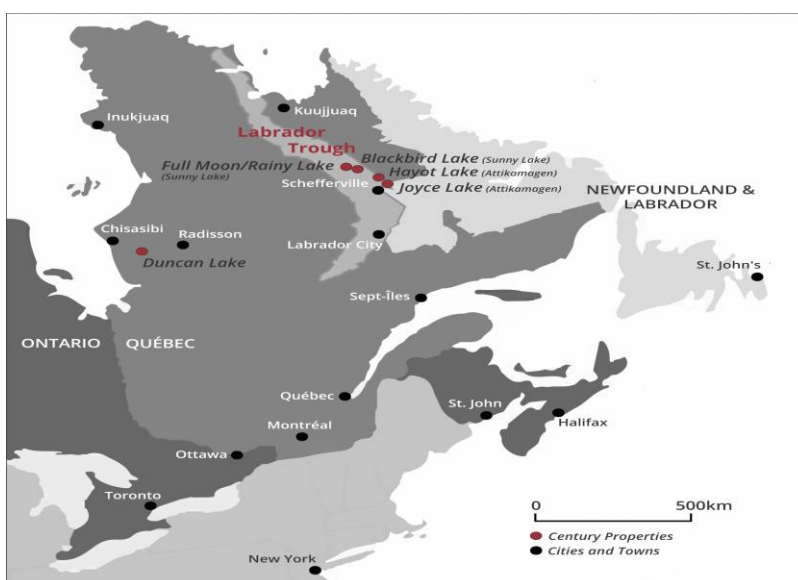 Inukjuaq
Kuujjuaq
Labrador
Trough
Blackbird Lake (Sunny Lake)
Full Moon/Rainy Lake
(Sunny Lake)
Hayot Lake (Attikamagen)
Schefferville
Joyce Lake (Attikamagen)
NEWFOUNDLAND &
LABRADOR
Chisasibi
Radisson
Labrador City
Duncan Lake
St. John's
Sept-Îles
ONTARIO
QUÉBEC
Québec
St. John
Halifax
Montréal
Ottawa
Toronto
New York
0
500km
Century Properties
Cities and Towns